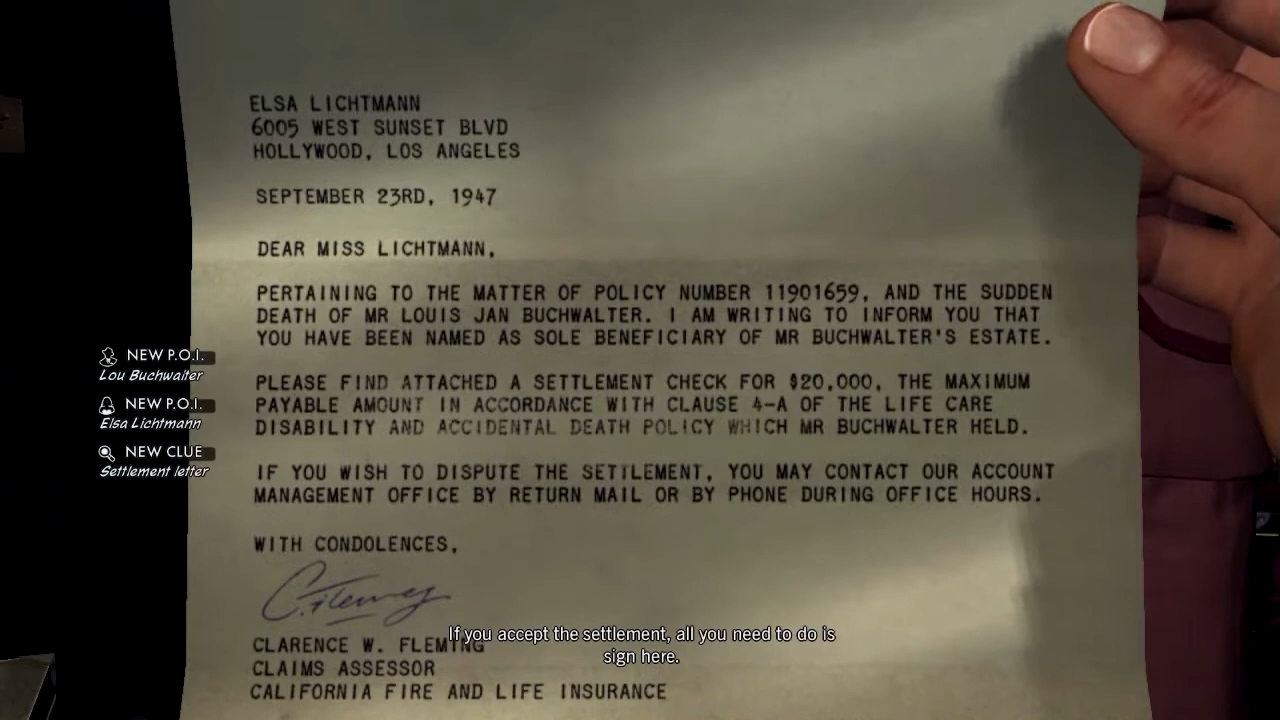 ELSA LICHTMANN
6005 WEST SUNSET BLVD
HOLLYWOOD, LOS ANGELES
SEPTEMBER 23RD, 1947
DEAR MISS LICHTMANN,
PERTAINING TO THE MATTER OF POLICY NUMBER 11901659, AND THE SUDDEN
DEATH OF MR LOUIS JAN BUCHWALTER. I AM WRITING TO INFORM YOU THAT
YOU HAVE BEEN NAMED AS SOLE BENEFICIARY OF MR BUCHWALTER'S ESTATE.
PLEASE FIND ATTACHED A SETTLEMENT CHECK FOR $20,000, THE MAXIMUM
PAYABLE AMOUNT IN ACCORDANCE WITH CLAUSE 4-A OF THE LIFE CARE
DISABILITY AND ACCIDENTAL DEATH POLICY WHICH MR BUCHWALTER HELD.
IF YOU WISH TO DISPUTE THE SETTLEMENT, YOU MAY CONTACT OUR ACCOUNT
MANAGEMENT OFFICE BY RETURN MAIL OR BY PHONE DURING OFFICE HOURS.
WITH CONDOLENCES,
C. Fleming
CLARENCE W. FLEMING
CLAIMS ASSESSOR
CALIFORNIA FIRE AND LIFE INSURANCE
NEW P.O.I.
Lou Buchwalter
NEW P.O.I.
Elsa Lichtmann
NEW CLUE
Settlement letter
If you accept the settlement, all you need to do is
sign here.